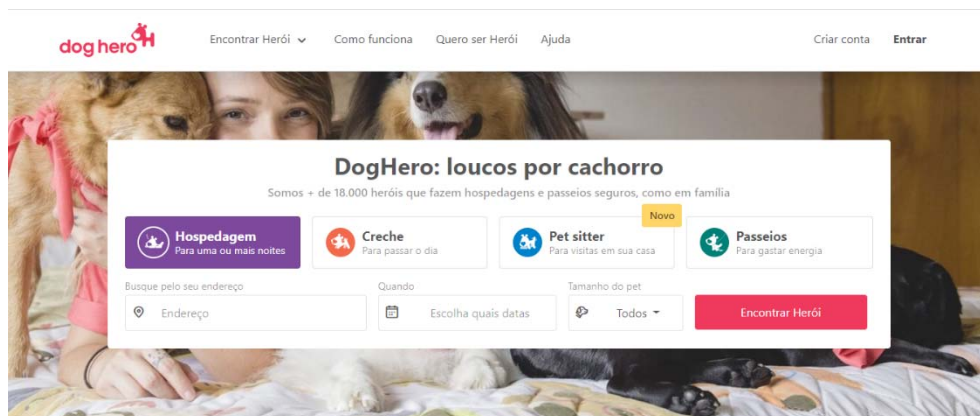 dog hero
Encontrar Herói
Como funciona
Quero ser Herói
Ajuda
Criar conta
Entrar
DogHero: loucos por cachorro
Somos + de 18.000 heróis que fazem hospedagens e passeios seguros, como em família
Novo
Hospedagem
Para uma ou mais noites
Creche
Para passar o dia
Pet sitter
Para visitas em sua casa
Passeios
Para gastar energia
Busque pelo seu endereço
Endereço
Quando
Escolha quais datas
Tamanho do pet
Todos
Encontrar Herói